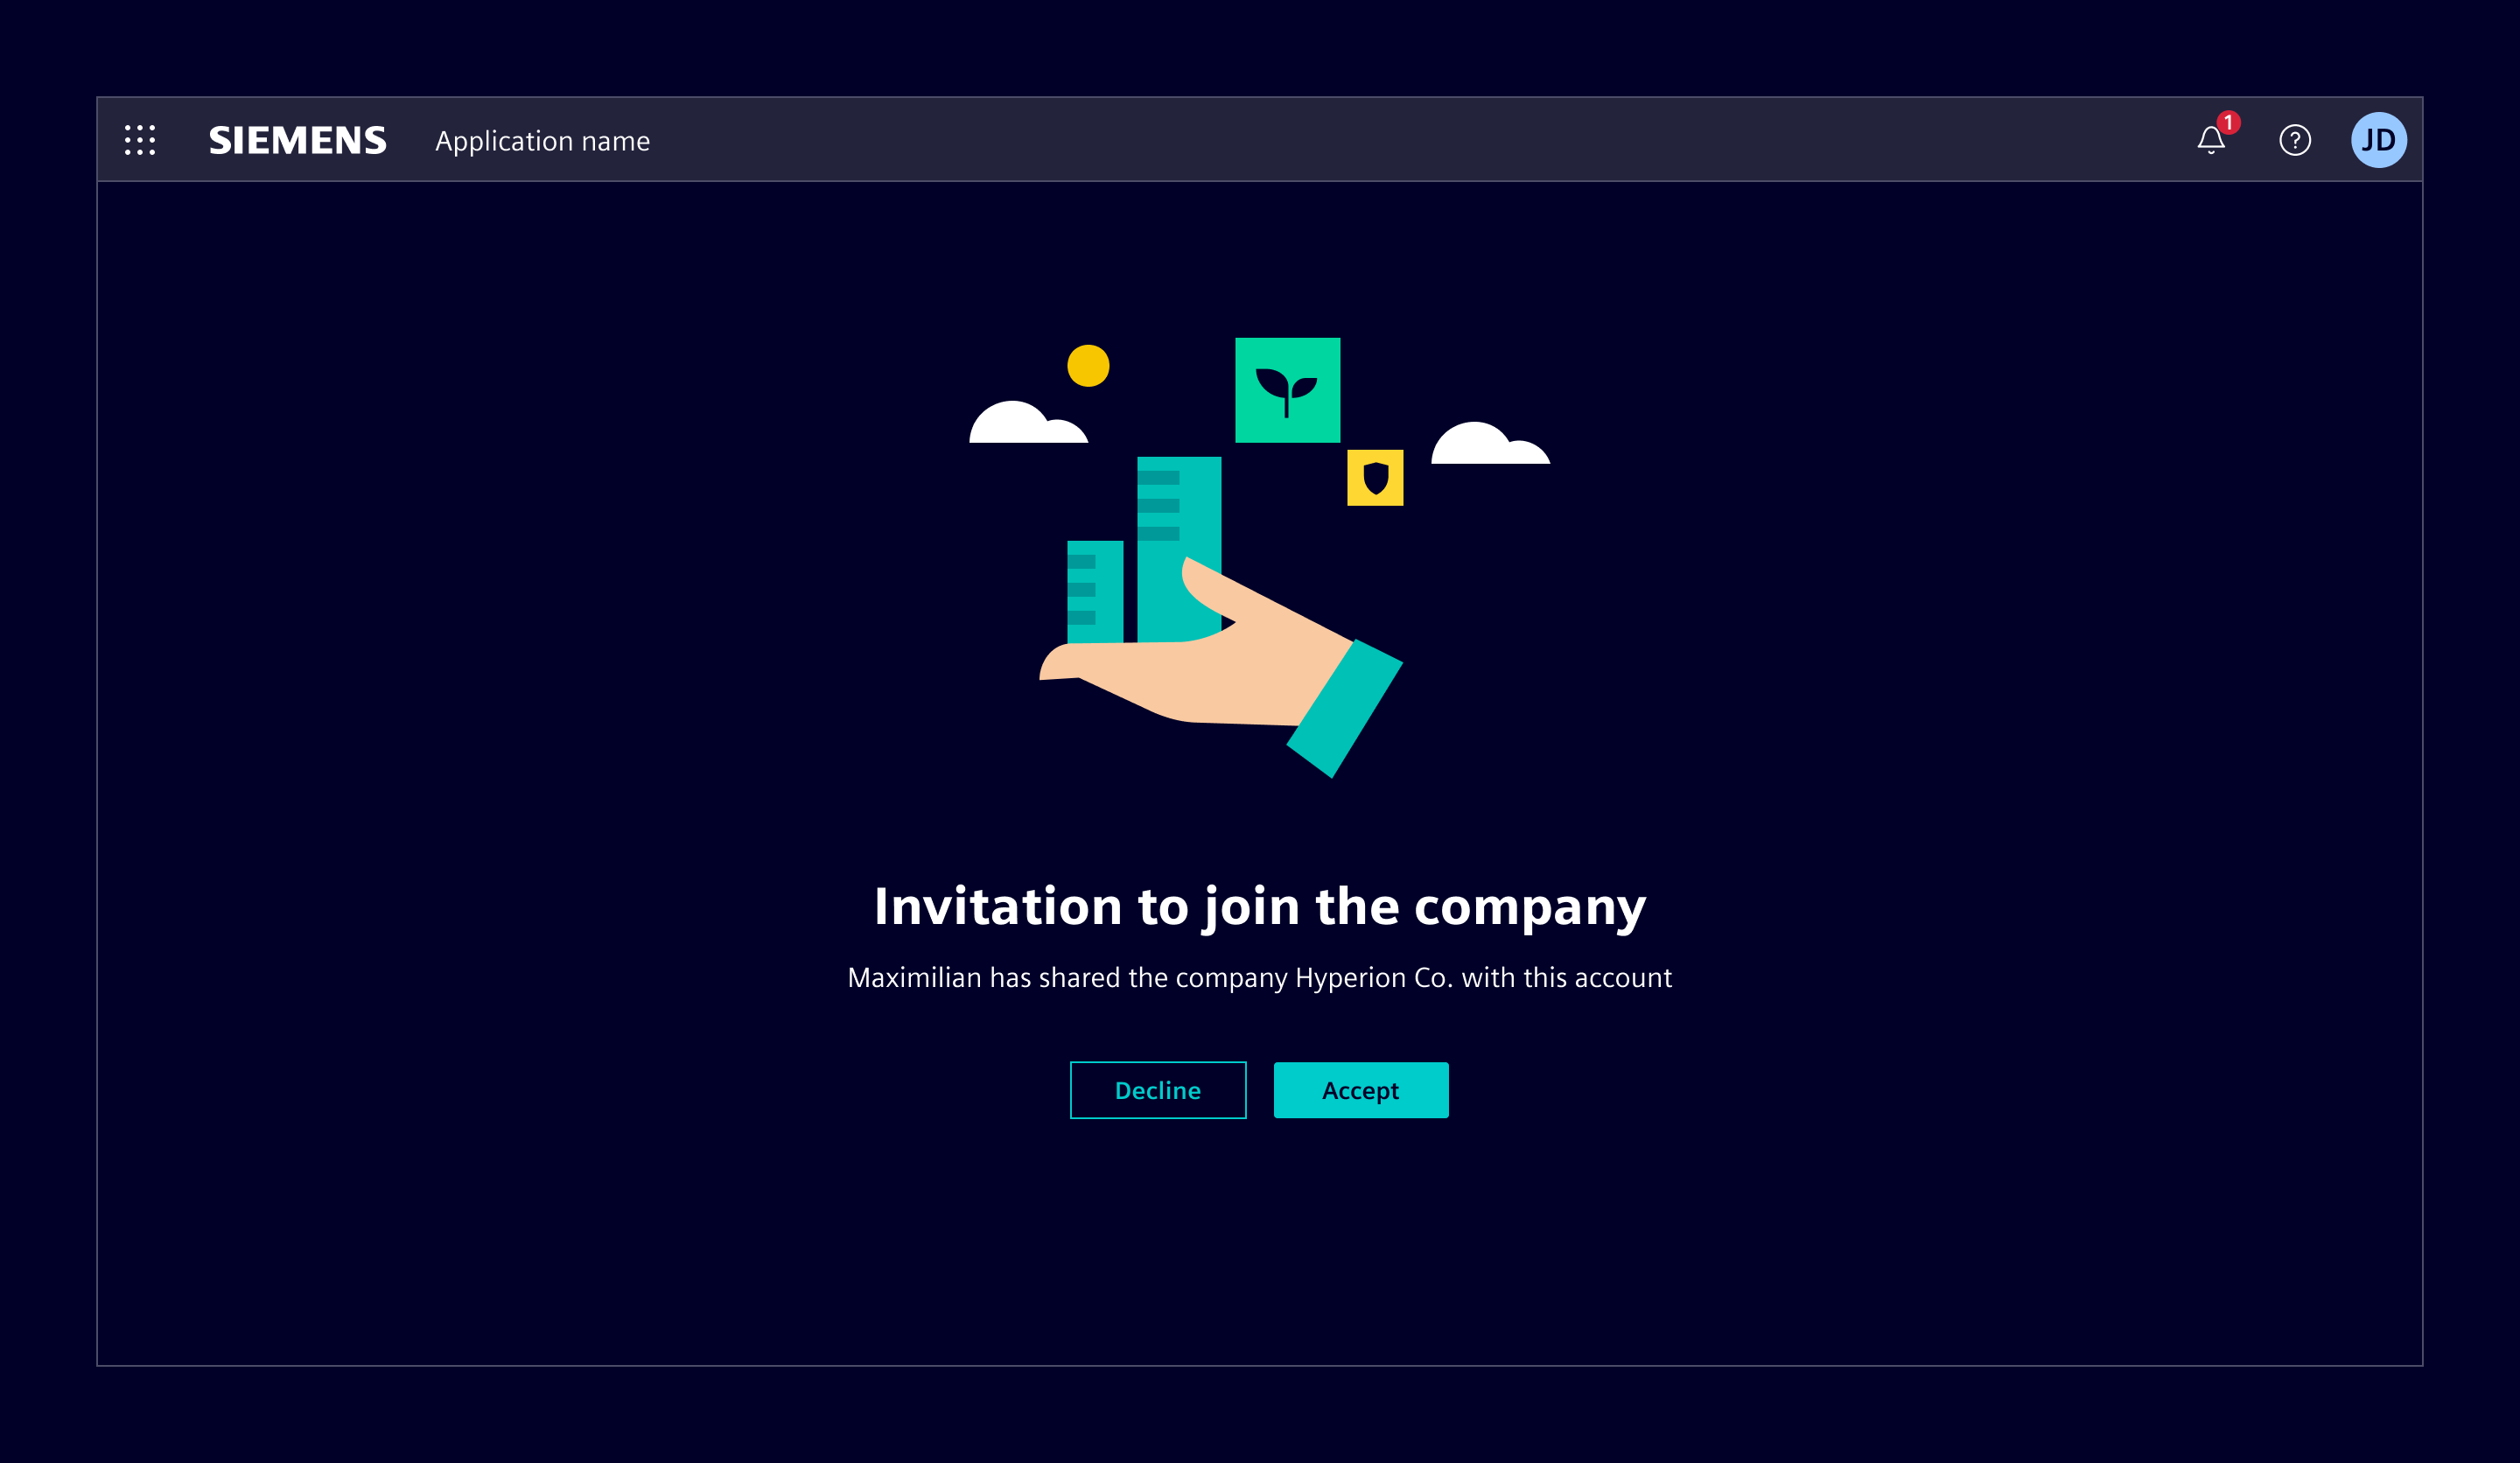 SIEMENS Application name 1 ? JD
Invitation to join the company
Maximilian has shared the company Hyperion Co. with this account
Decline Accept